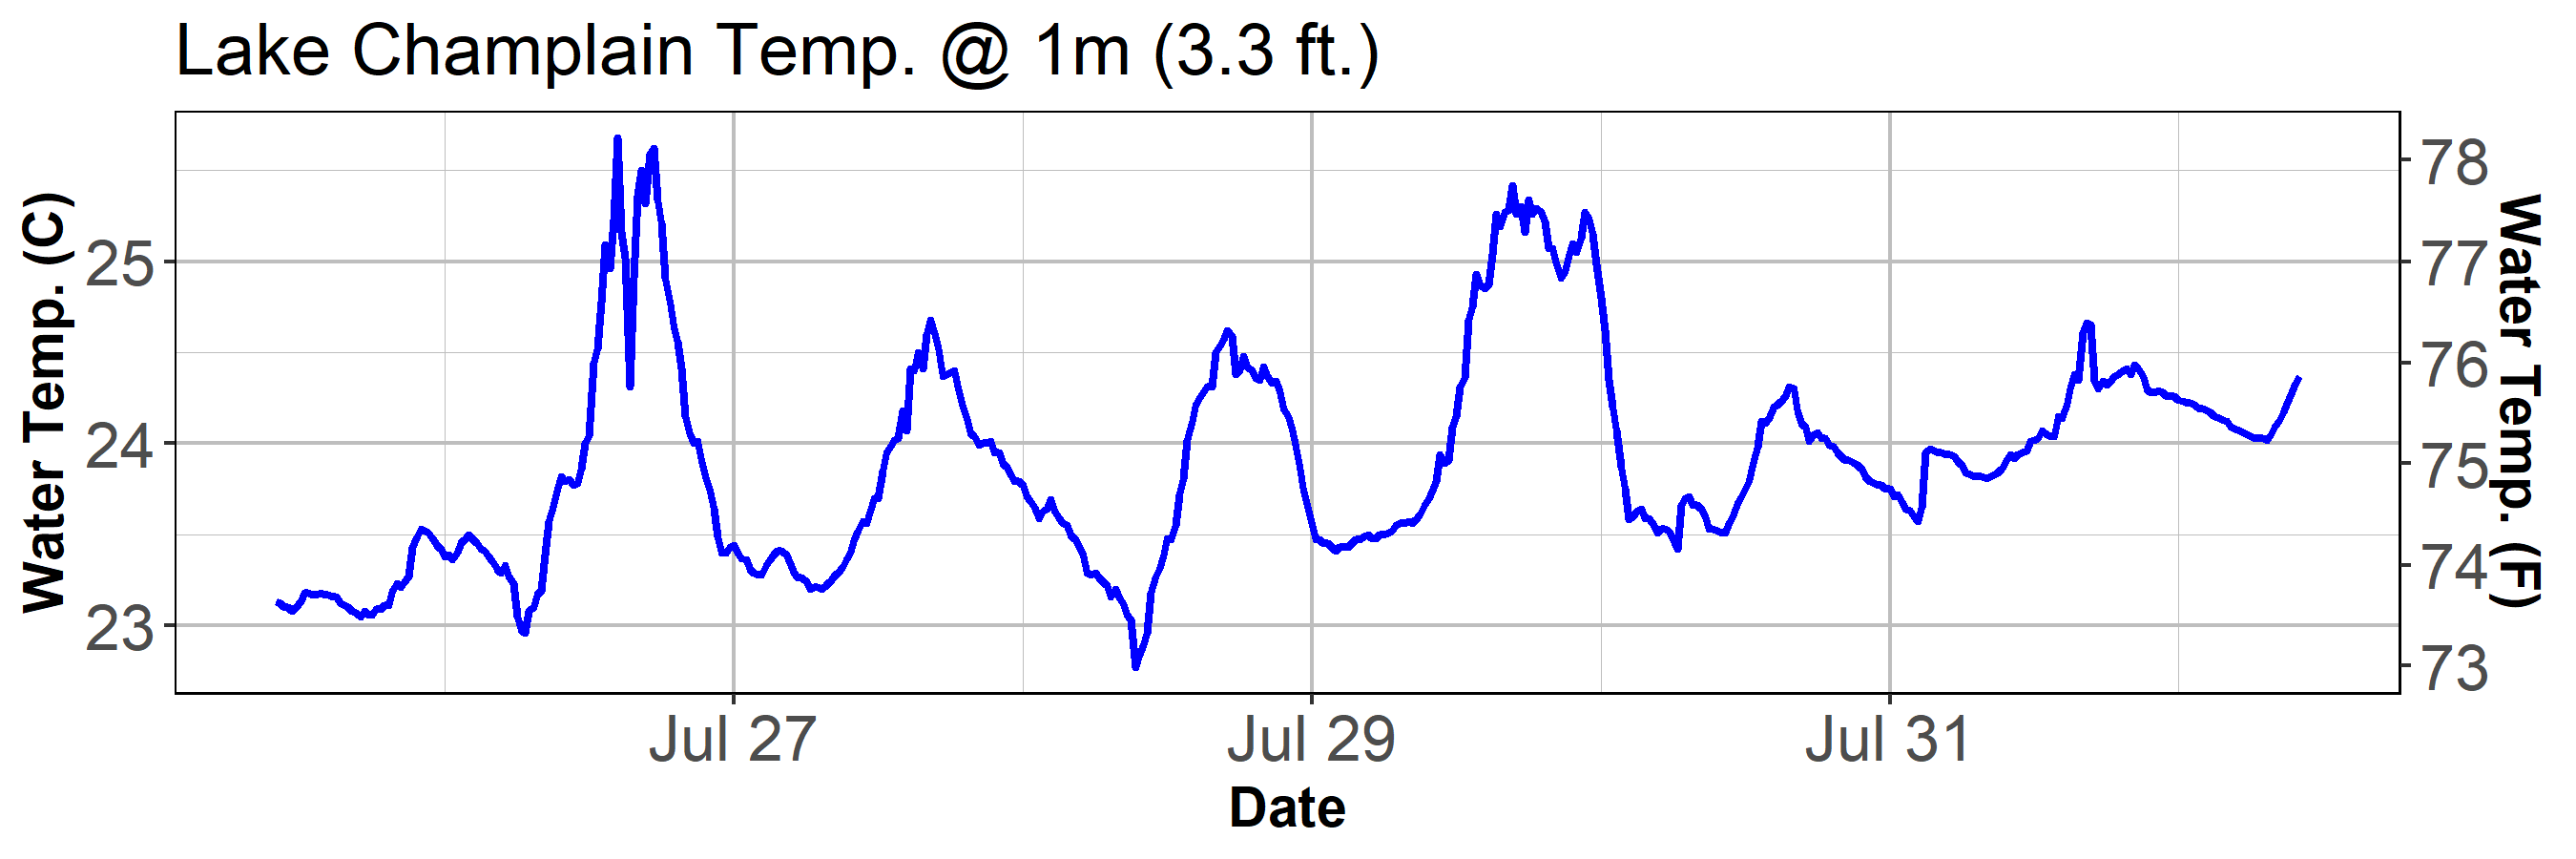 Lake Champlain Temp. @ 1m (3.3 ft.)
Water Temp. (C)
25
24
23
78
77
76
75
74
73
Water Temp. (F)
Jul 27
Jul 29
Jul 31
Date